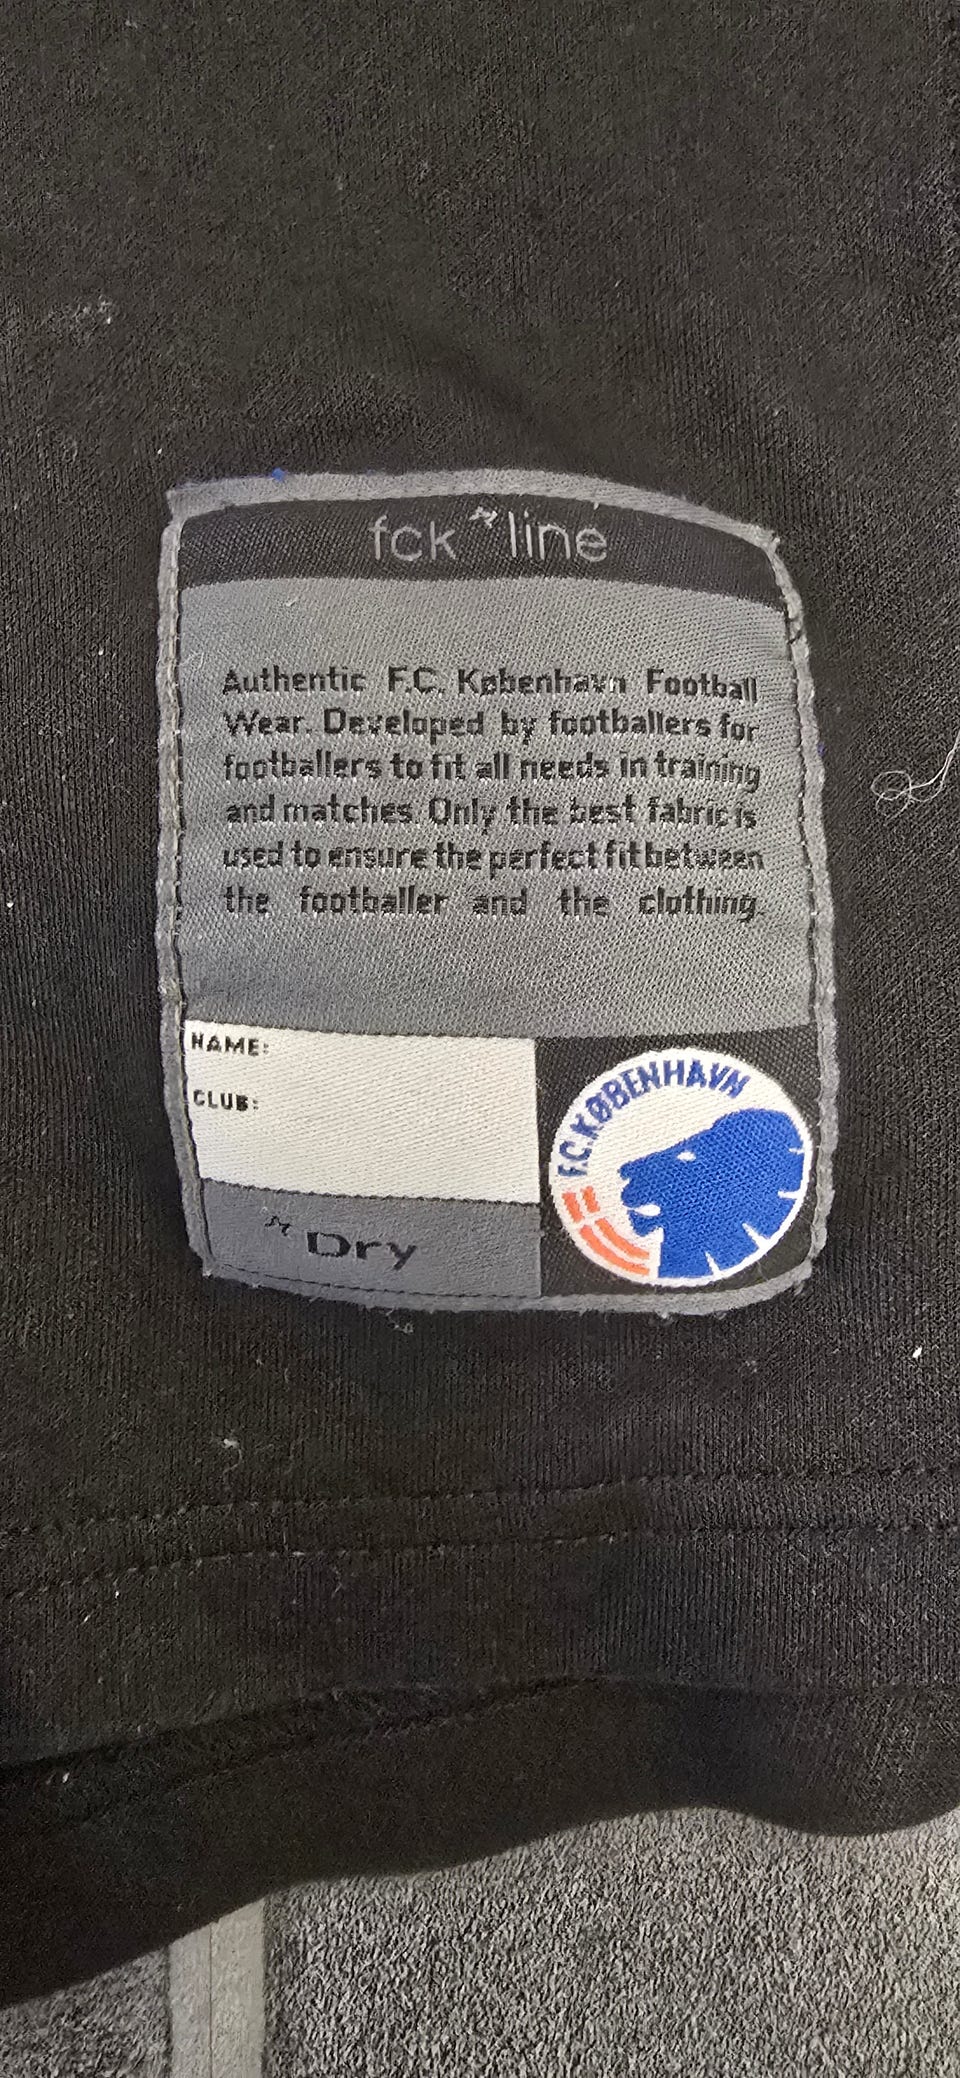 fck line
Authentic F.C. København Football
Wear. Developed by footballers for
footballers to fit all needs in training
and matches. Only the best fabric is
used to ensure the perfect fit between
the footballer and the clothing.
NAME:
CLUB:
Dry
F.C.KØBENHAVN